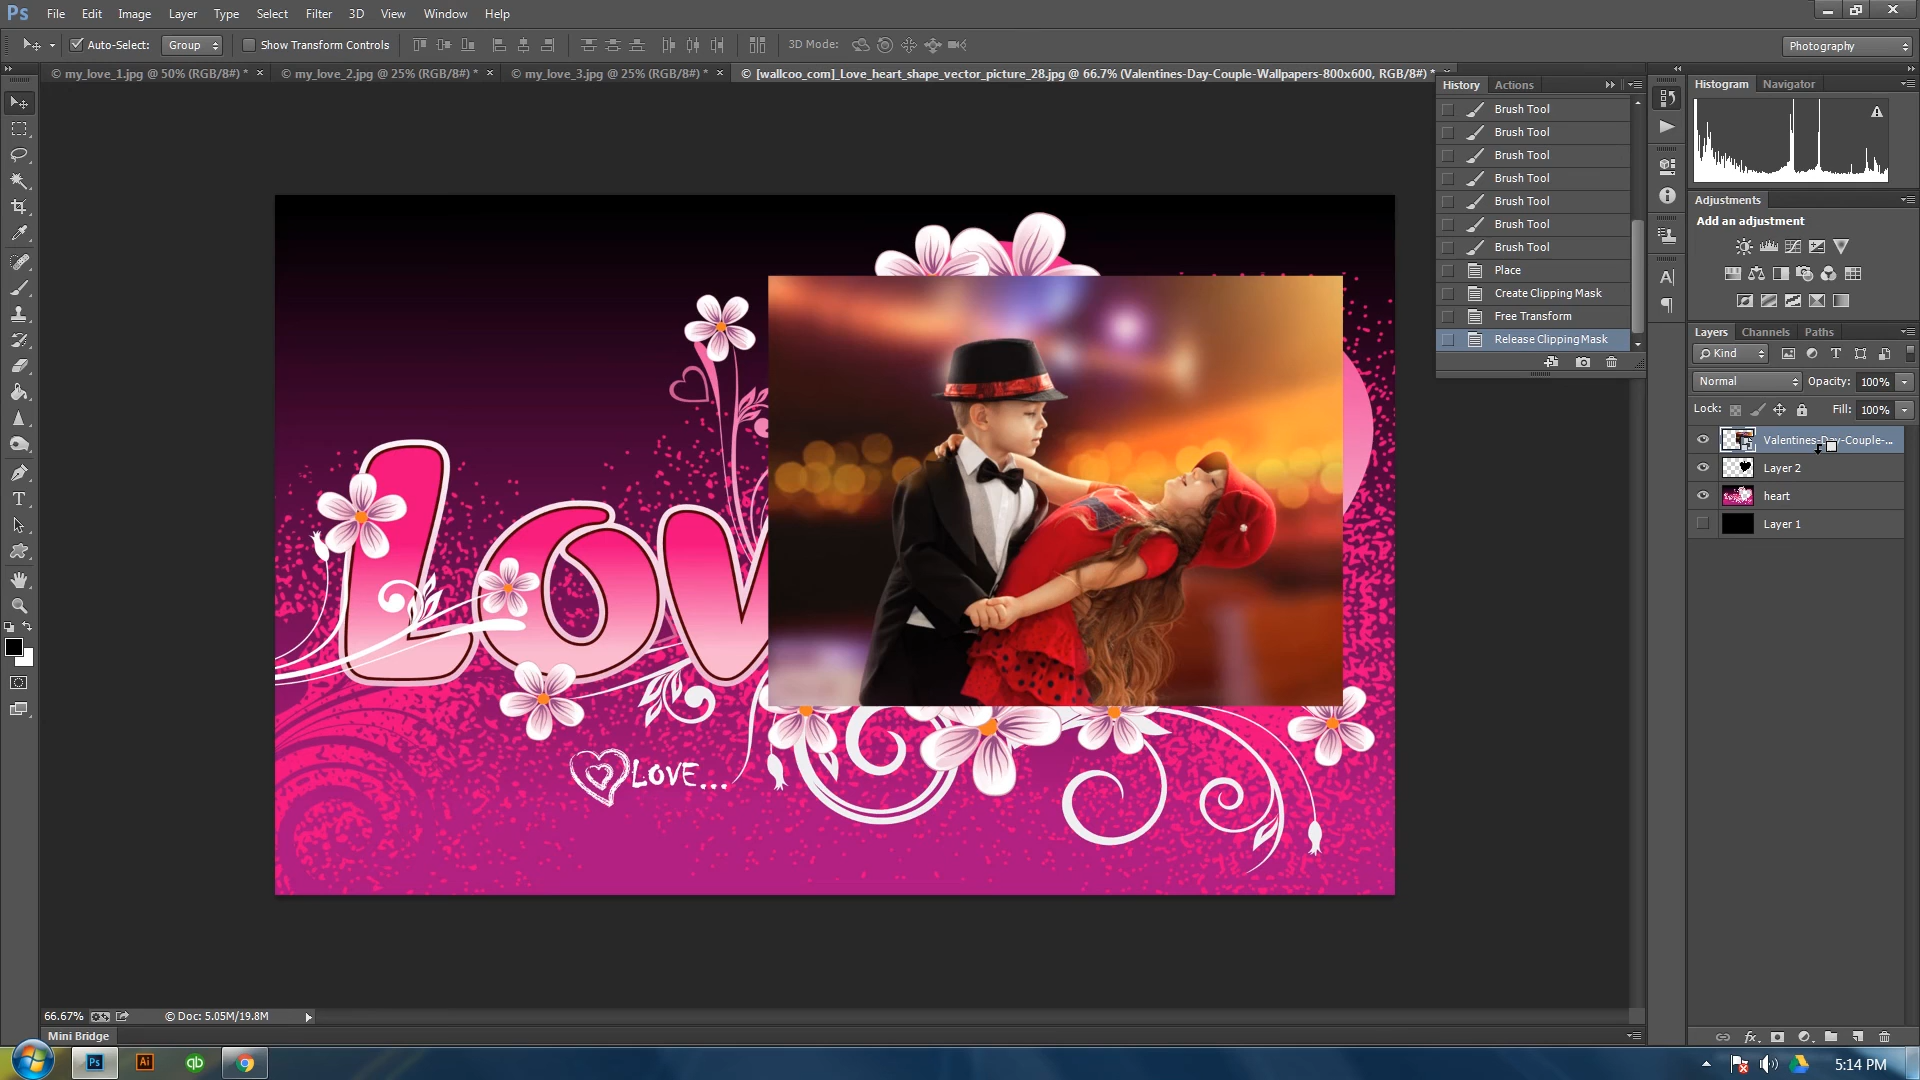 Ps File Edit Image Layer Type Select Filter 3D View Window Help
Auto-Select: Group Show Transform Controls 3D Mode: Photography
© my_love_1.jpg @ 50% (RGB/8#) * × © my_love_2.jpg @ 25% (RGB/8#) * × © my_love_3.jpg @ 25% (RGB/8#) * × © [wallcoo_com]_Love_heart_shape_vector_picture_28.jpg @ 66.7% (Valentines-Day-Couple-Wallpapers-800x600, RGB/8#) *
History Actions
Brush Tool
Brush Tool
Brush Tool
Brush Tool
Brush Tool
Brush Tool
Brush Tool
Place
Create Clipping Mask
Free Transform
Release Clipping Mask
Histogram Navigator
Adjustments
Add an adjustment
Layers Channels Paths
Kind
Normal Opacity: 100%
Lock: Fill: 100%
Valentines-Day-Couple-...
Layer 2
heart
Layer 1
Lov
LOVE...
66.67% © Doc: 5.05M/19.8M
Mini Bridge
Ps Ai qb 5:14 PM